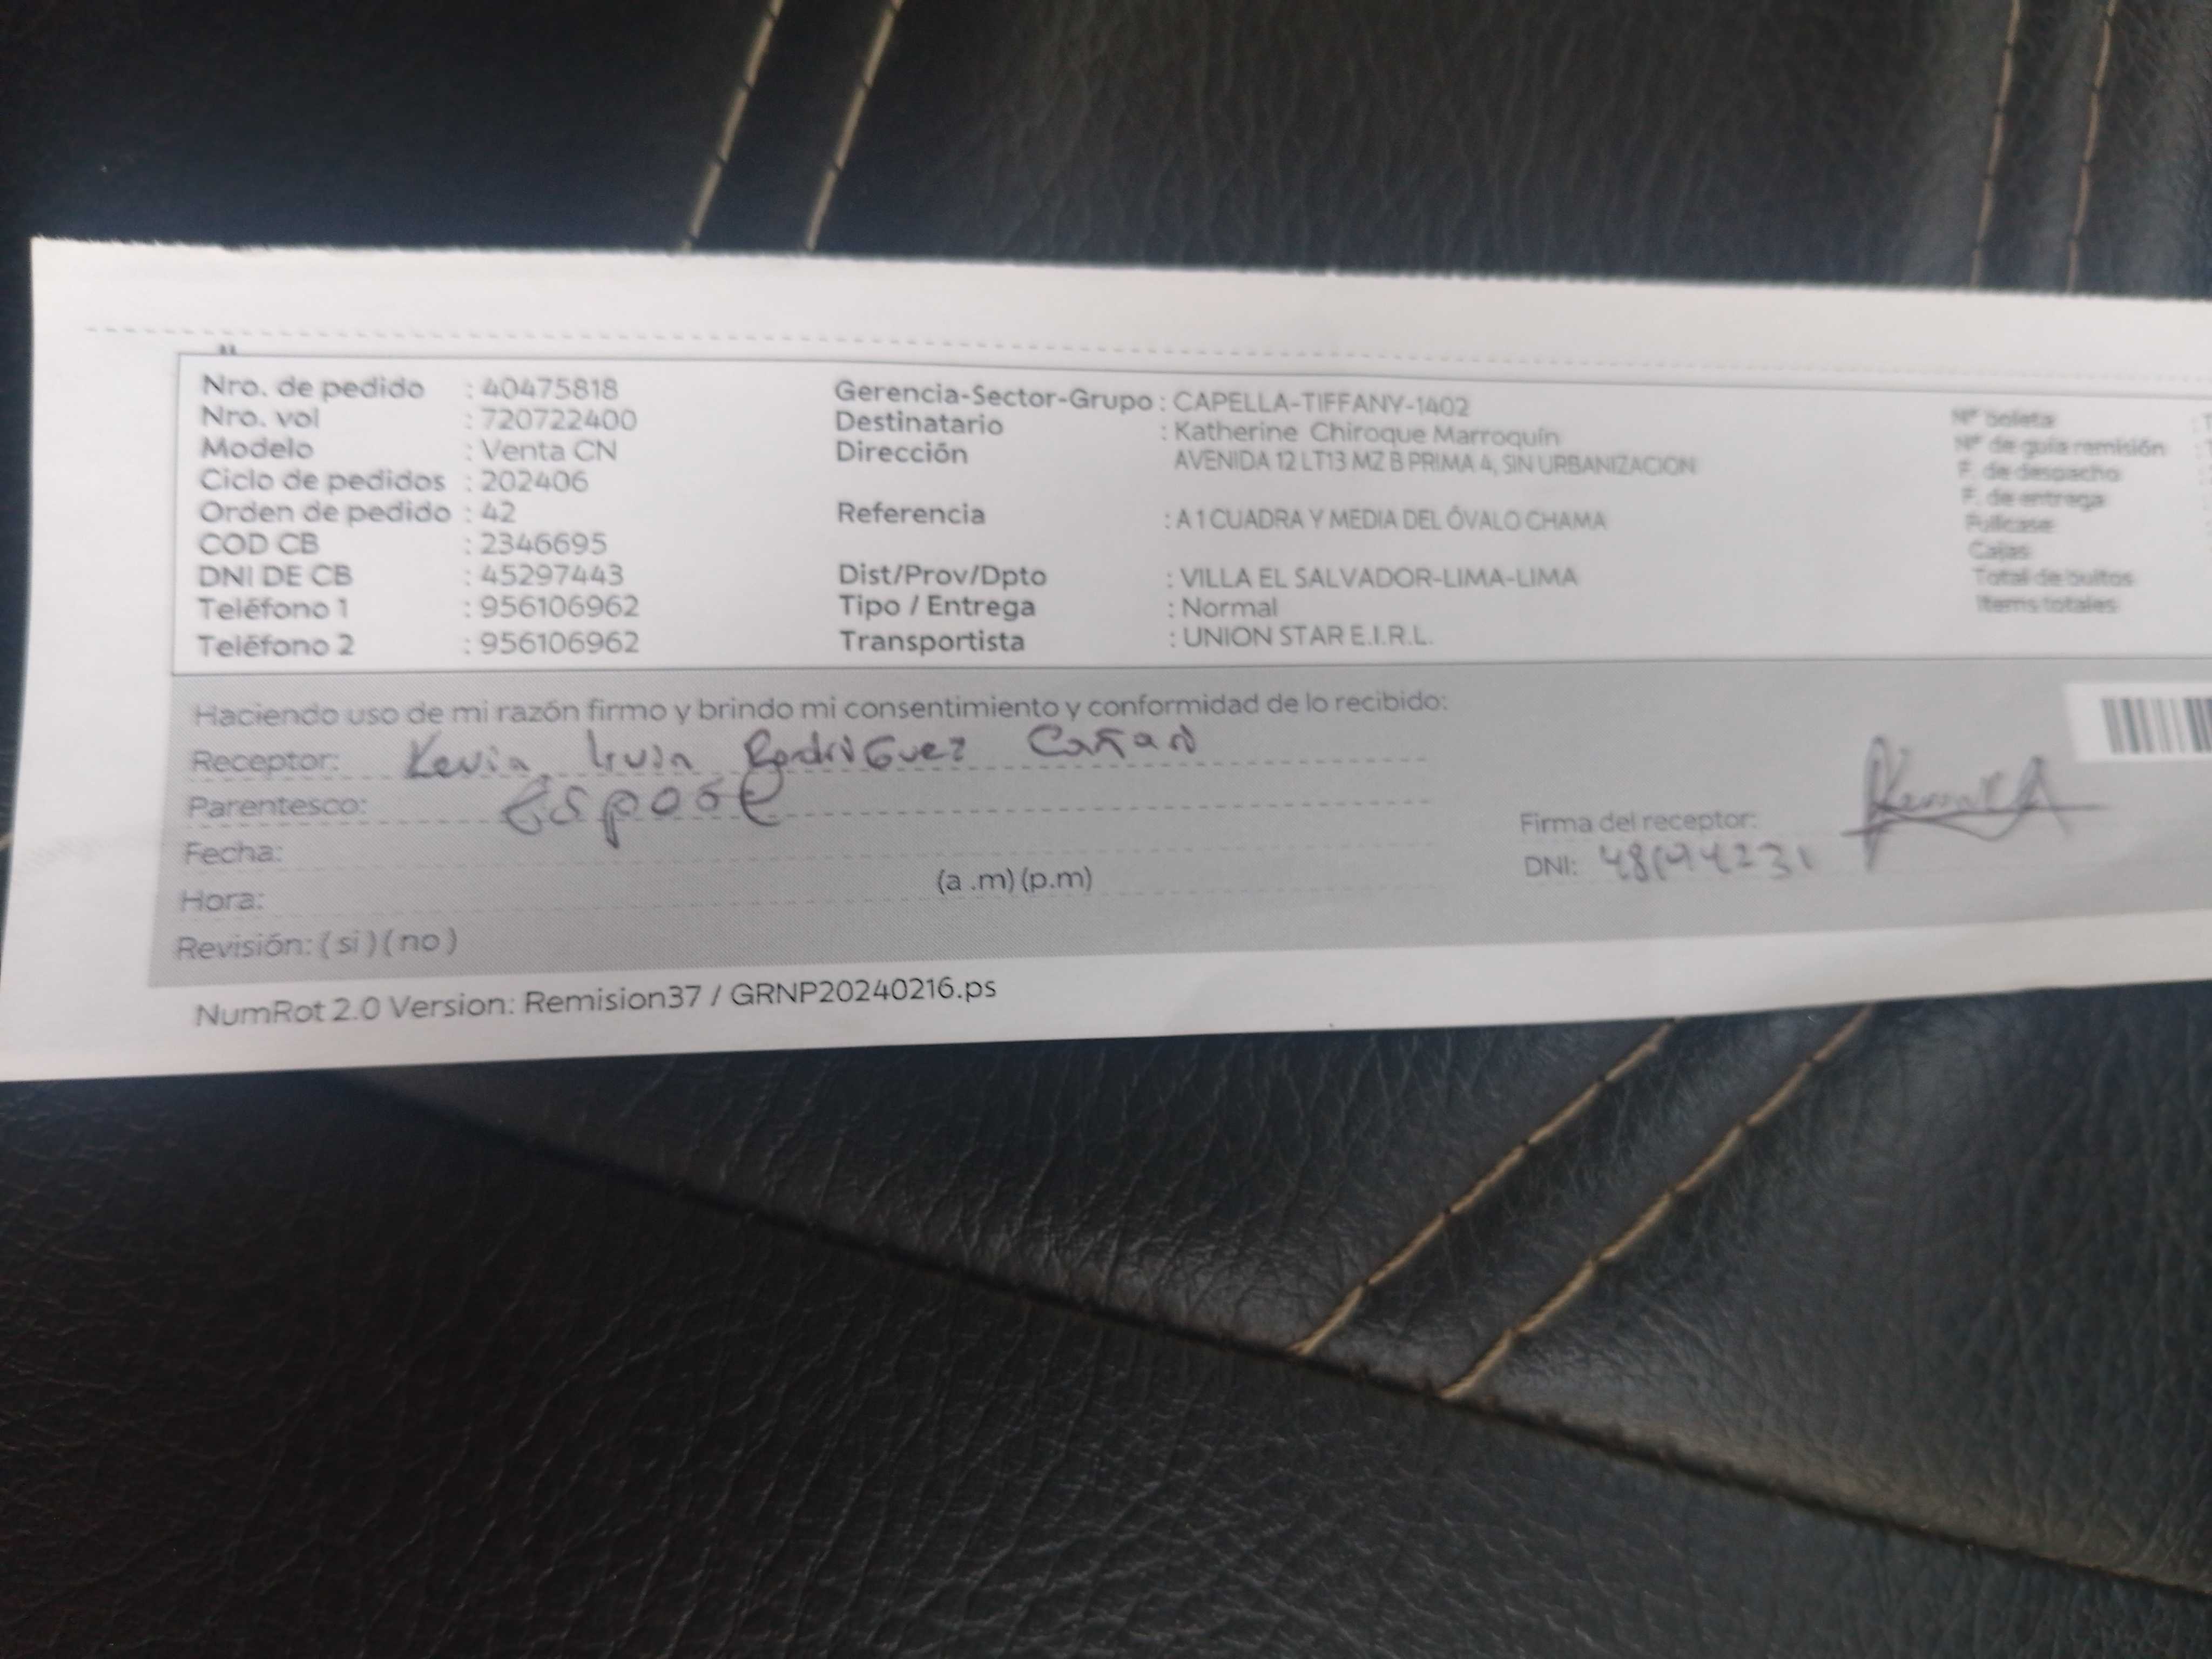 Nro. de pedido : 40475818
Nro. vol : 720722400
Modelo : Venta CN
Ciclo de pedidos : 202406
Orden de pedido : 42
COD CB : 2346695
DNI DE CB : 45297443
Teléfono 1 : 956106962
Teléfono 2 : 956106962
Gerencia-Sector-Grupo : CAPELLA-TIFFANY-1402
Destinatario : Katherine Chiroque Marroquín
Dirección AVENIDA 12 LT13 MZ B PRIMA 4, SIN URBANIZACION
Referencia : A 1 CUADRA Y MEDIA DEL ÓVALO CHAMA
Dist/Prov/Dpto : VILLA EL SALVADOR-LIMA-LIMA
Tipo / Entrega : Normal
Transportista : UNION STAR E.I.R.L.
Nº boleta
Nº de guía remisión
F. de despacho
F. de entrega
Fullcase
Cajas
Total de bultos
Items totales
Haciendo uso de mi razón firmo y brindo mi consentimiento y conformidad de lo recibido:
Receptor: Kevin Rodriguez
Parentesco: Esposo
Fecha:
Hora: (a .m) (p.m)
Revisión: ( si ) ( no )
Firma del receptor:
DNI:
NumRot 2.0 Version: Remision37 / GRNP20240216.ps